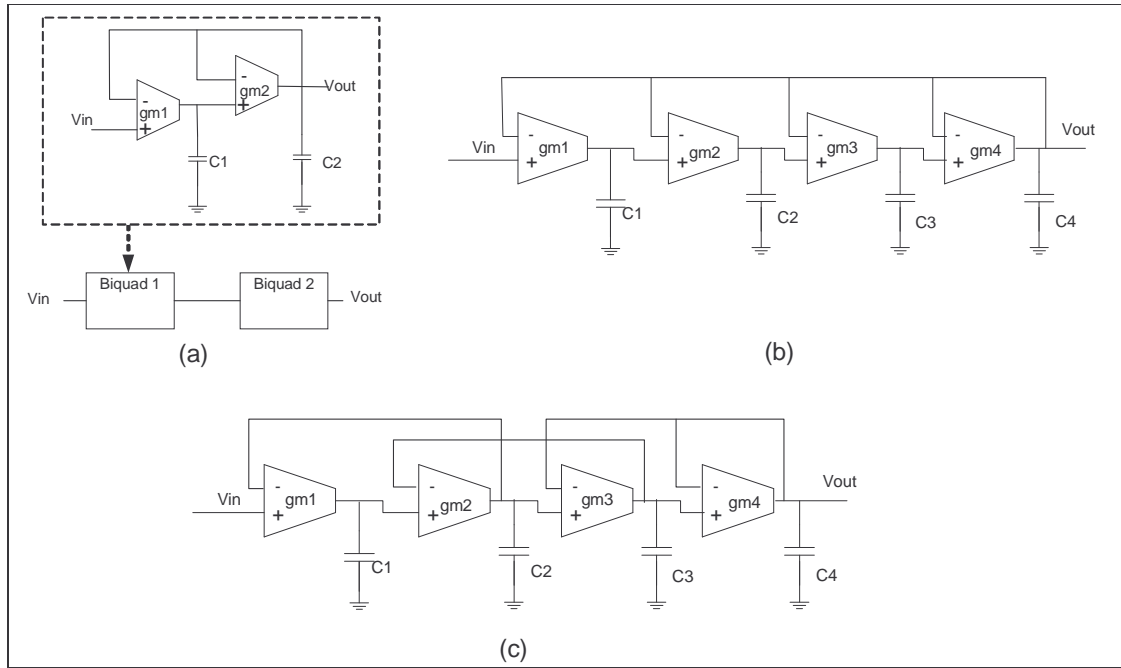 -
-
gm1
gm2
+
+
Vin
Vout
C1
C2
Biquad 1
Biquad 2
Vin
Vout
(a)
-
-
-
-
Vin
gm1
gm2
gm3
gm4
Vout
+
+
+
+
C1
C2
C3
C4
(b)
-
-
-
-
Vin
gm1
gm2
gm3
gm4
Vout
+
+
+
+
C1
C2
C3
C4
(c)